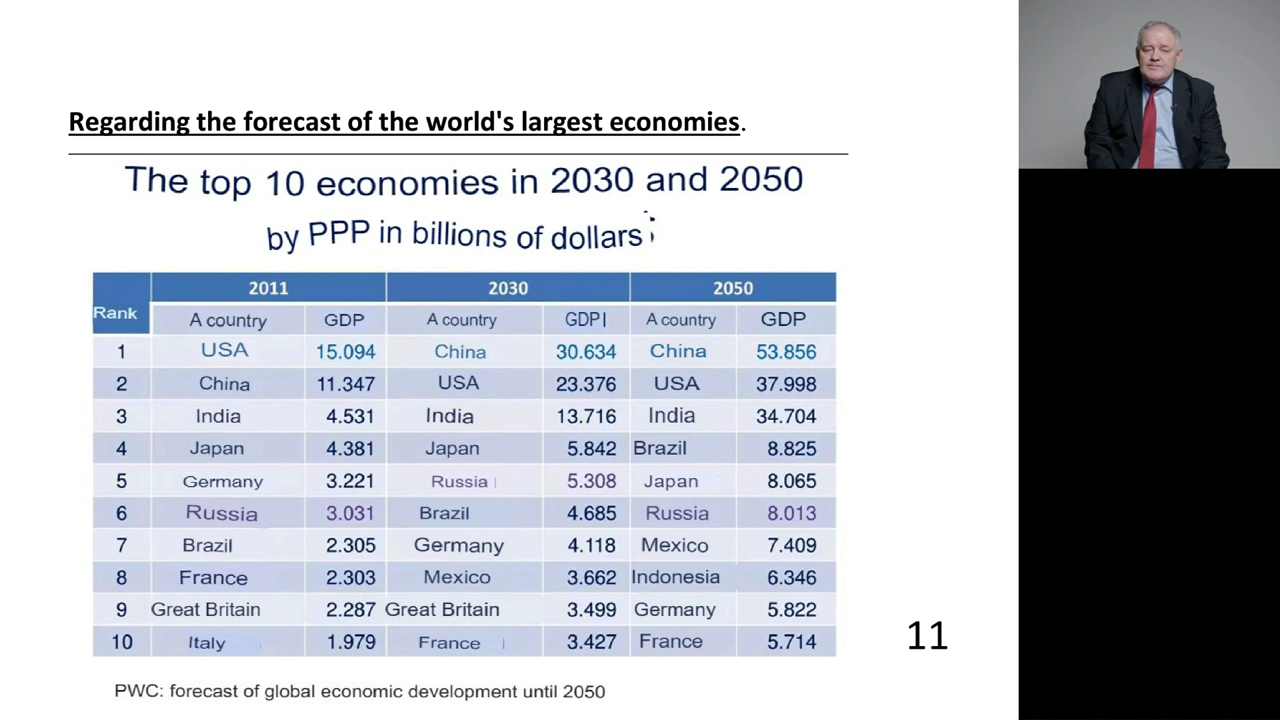 Regarding the forecast of the world's largest economies.
The top 10 economies in 2030 and 2050
by PPP in billions of dollars
Rank 2011 2030 2050
A country GDP A country GDP A country GDP
1 USA 15.094 China 30.634 China 53.856
2 China 11.347 USA 23.376 USA 37.998
3 India 4.531 India 13.716 India 34.704
4 Japan 4.381 Japan 5.842 Brazil 8.825
5 Germany 3.221 Russia 5.308 Japan 8.065
6 Russia 3.031 Brazil 4.685 Russia 8.013
7 Brazil 2.305 Germany 4.118 Mexico 7.409
8 France 2.303 Mexico 3.662 Indonesia 6.346
9 Great Britain 2.287 Great Britain 3.499 Germany 5.822
10 Italy 1.979 France 3.427 France 5.714
11
PWC: forecast of global economic development until 2050